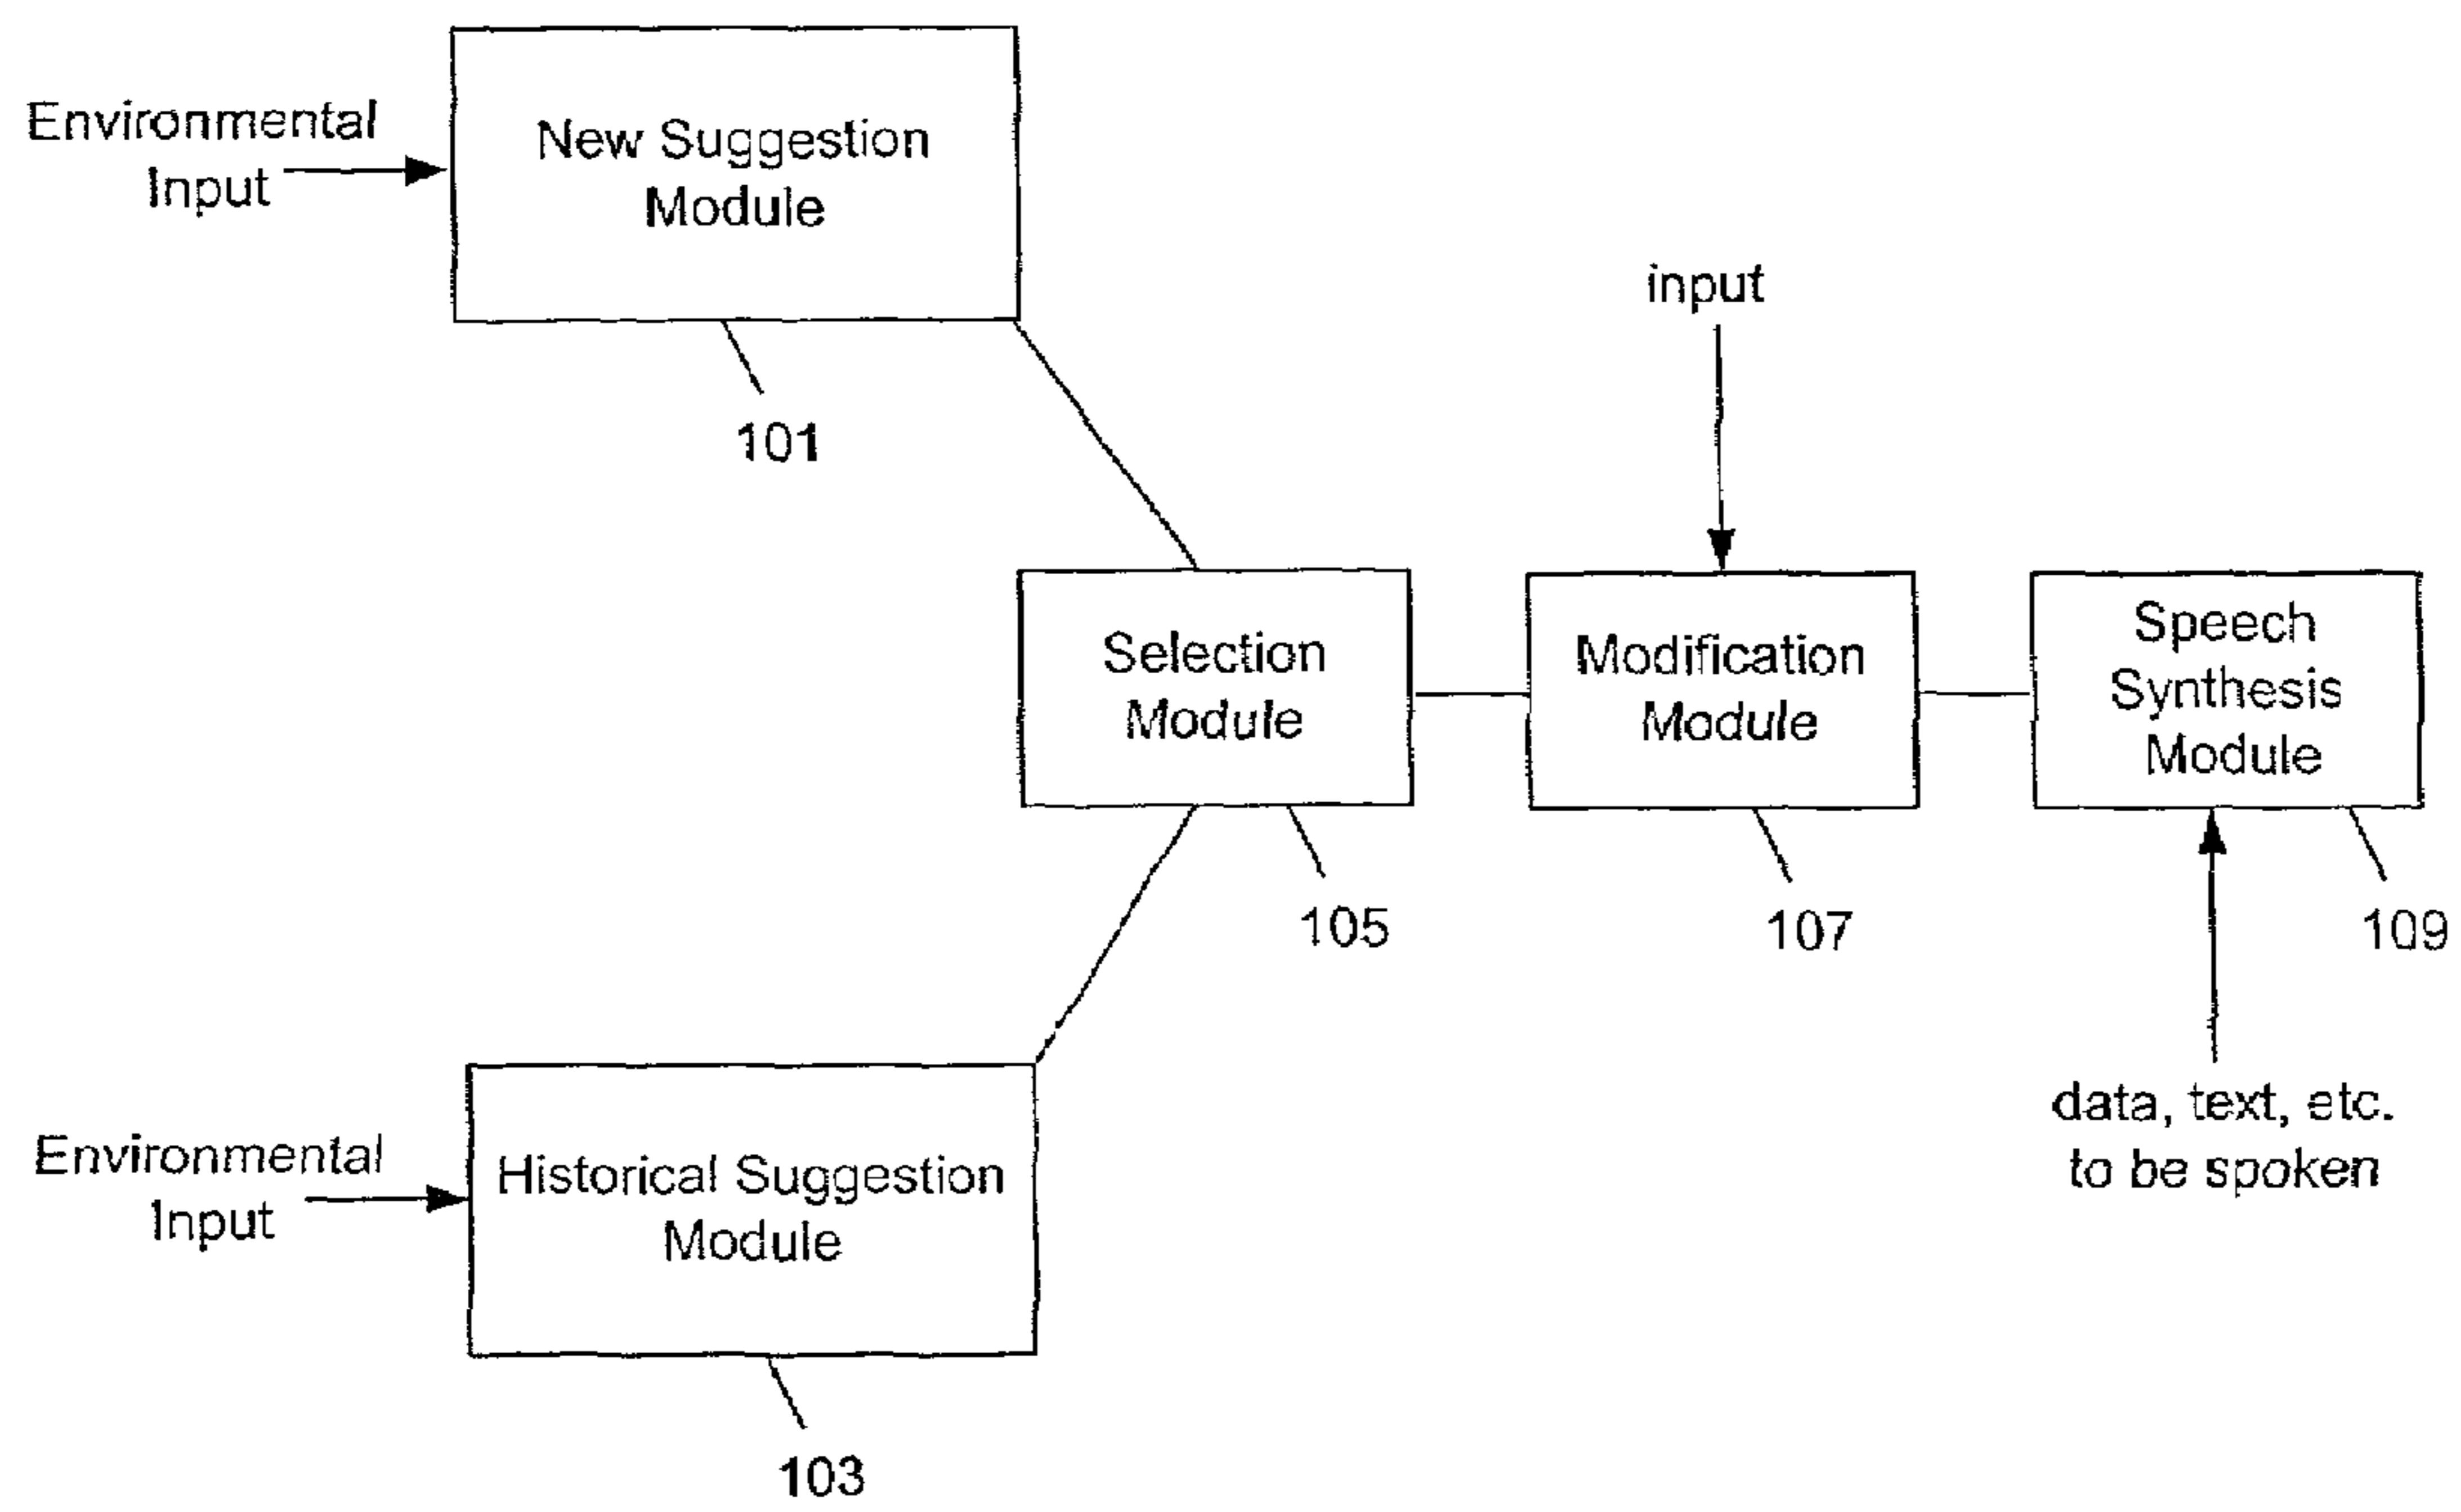 Environmental
Input
New Suggestion
Module
101
input
Selection
Module
105
Modification
Module
107
Speech
Synthesis
Module
109
data, text, etc.
to be spoken
Environmental
Input
Historical Suggestion
Module
103